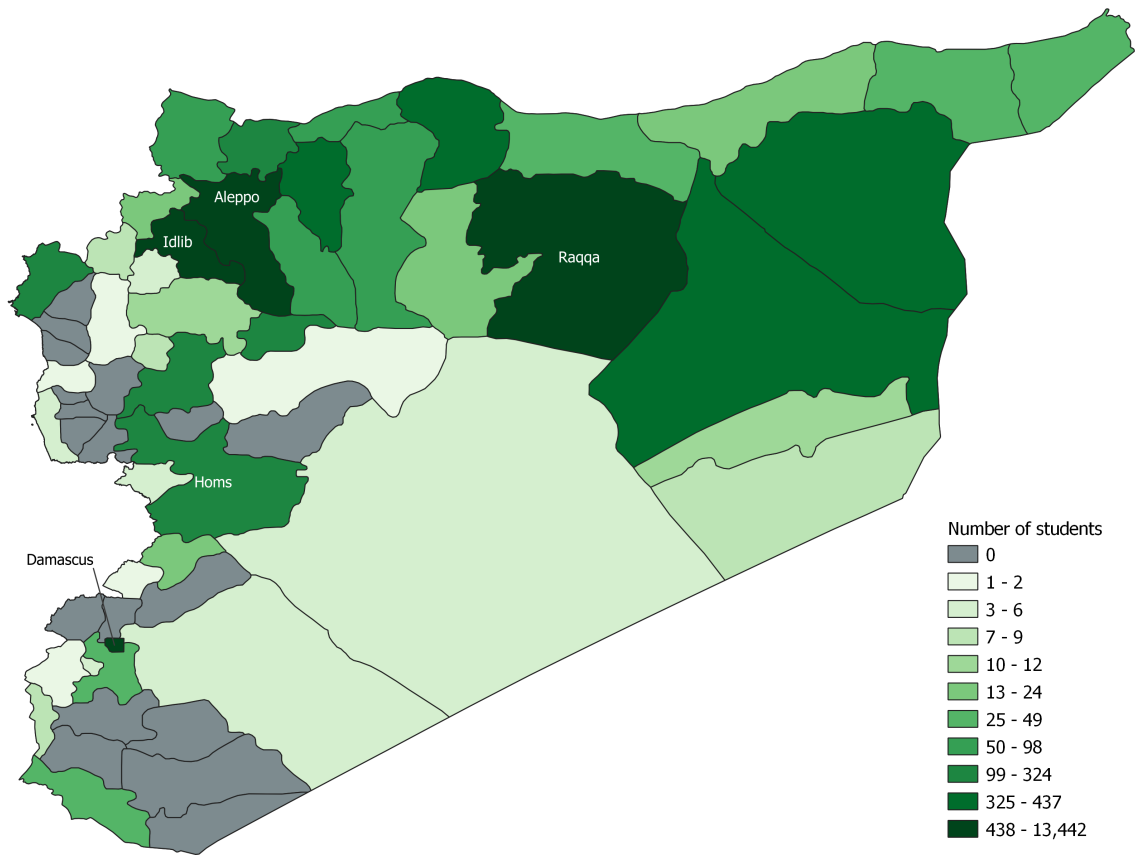 Aleppo
Idlib
Raqqa
Homs
Damascus
Number of students
0
1 - 2
3 - 6
7 - 9
10 - 12
13 - 24
25 - 49
50 - 98
99 - 324
325 - 437
438 - 13,442